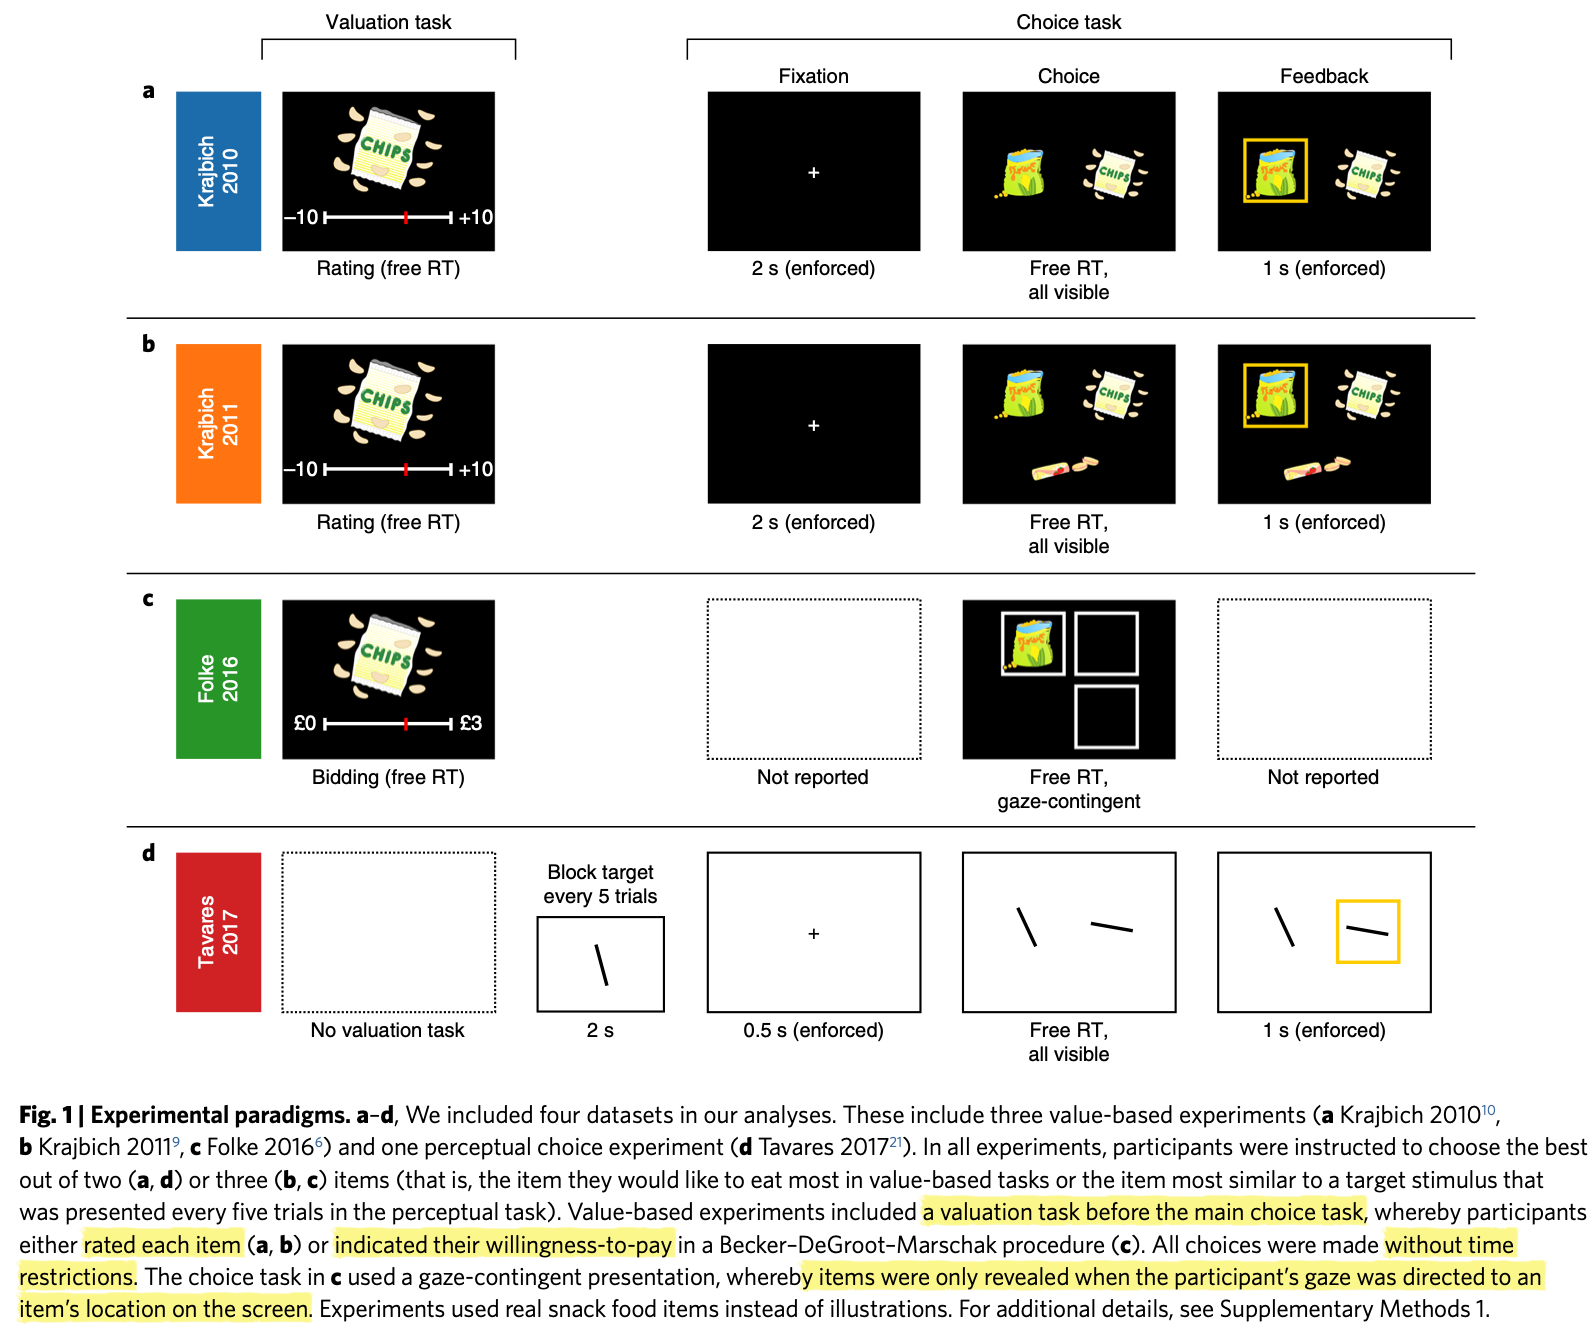 Valuation task
Choice task
Fixation
Choice
Feedback
a
Krajbich
2010
CHIPS
–10
+10
CHIPS
CHIPS
Rating (free RT)
2 s (enforced)
Free RT,
all visible
1 s (enforced)
b
Krajbich
2011
CHIPS
–10
+10
CHIPS
CHIPS
Rating (free RT)
2 s (enforced)
Free RT,
all visible
1 s (enforced)
c
Folke
2016
CHIPS
£0
£3
Bidding (free RT)
Not reported
Free RT,
gaze-contingent
Not reported
d
Tavares
2017
Block target
every 5 trials
No valuation task
2 s
0.5 s (enforced)
Free RT,
all visible
1 s (enforced)
Fig. 1 | Experimental paradigms. a–d, We included four datasets in our analyses. These include three value-based experiments (a Krajbich 2010¹⁰,
b Krajbich 2011⁹, c Folke 2016⁶) and one perceptual choice experiment (d Tavares 2017²¹). In all experiments, participants were instructed to choose the best
out of two (a, d) or three (b, c) items (that is, the item they would like to eat most in value-based tasks or the item most similar to a target stimulus that
was presented every five trials in the perceptual task). Value-based experiments included a valuation task before the main choice task, whereby participants
either rated each item (a, b) or indicated their willingness-to-pay in a Becker–DeGroot–Marschak procedure (c). All choices were made without time
restrictions. The choice task in c used a gaze-contingent presentation, whereby items were only revealed when the participant's gaze was directed to an
item's location on the screen. Experiments used real snack food items instead of illustrations. For additional details, see Supplementary Methods 1.